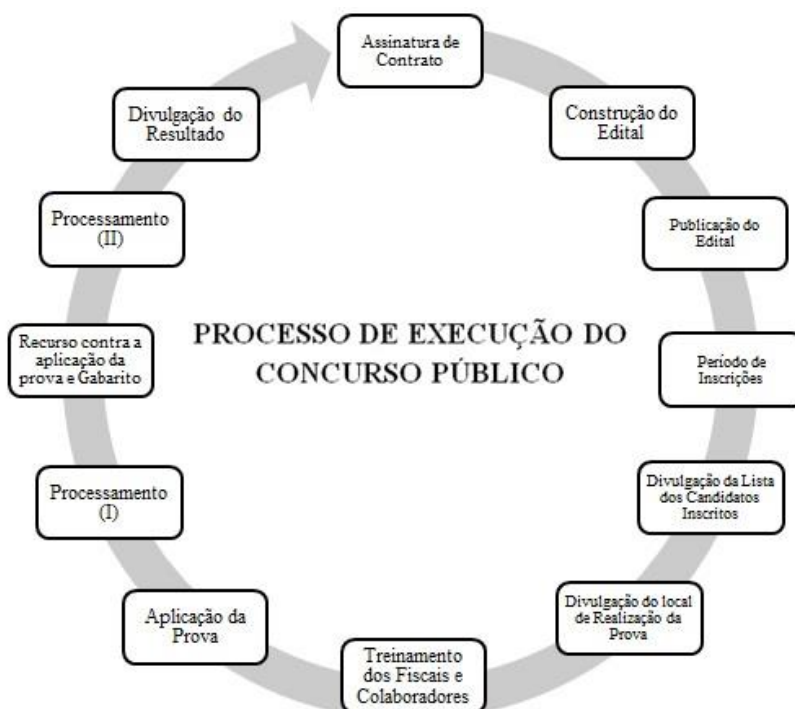 Assinatura de
Contrato
Construção do
Edital
Publicação do
Edital
Período de
Inscrições
Divulgação da Lista
dos Candidatos
Inscritos
Divulgação do local
de Realização da
Prova
Treinamento
dos Fiscais e
Colaboradores
Aplicação da
Prova
Processamento
(I)
Recurso contra a
aplicação da
prova e Gabarito
Processamento
(II)
Divulgação do
Resultado
PROCESSO DE EXECUÇÃO DO
CONCURSO PÚBLICO